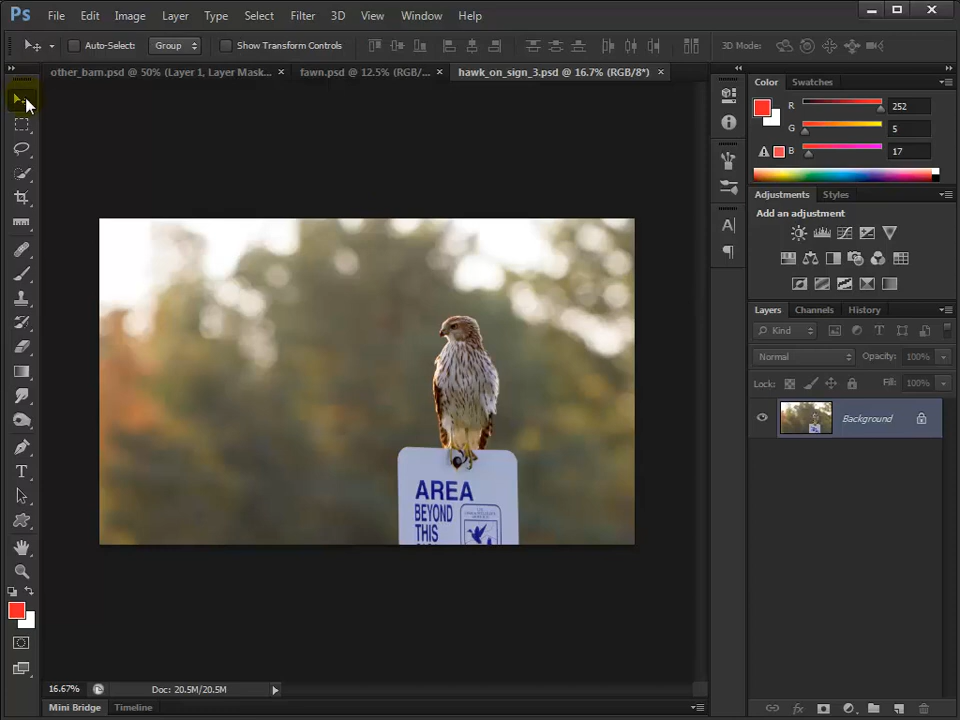 Ps File Edit Image Layer Type Select Filter 3D View Window Help
Auto-Select: Group Show Transform Controls 3D Mode:
other_barn.psd @ 50% (Layer 1, Layer Mask... × fawn.psd @ 12.5% (RGB/... × hawk_on_sign_3.psd @ 16.7% (RGB/8*) ×
Color Swatches
R 252
G 5
B 17
Adjustments Styles
Add an adjustment
Layers Channels History
Kind
Normal Opacity: 100%
Lock: Fill: 100%
Background
AREA
BEYOND
THIS
16.67% Doc: 20.5M/20.5M
Mini Bridge Timeline